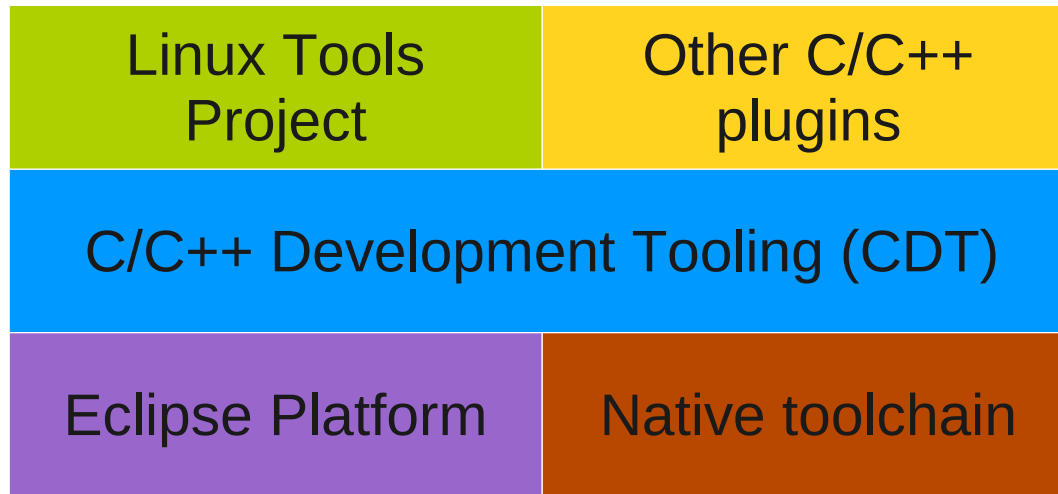 Linux Tools
Project
Other C/C++
plugins
C/C++ Development Tooling (CDT)
Eclipse Platform
Native toolchain